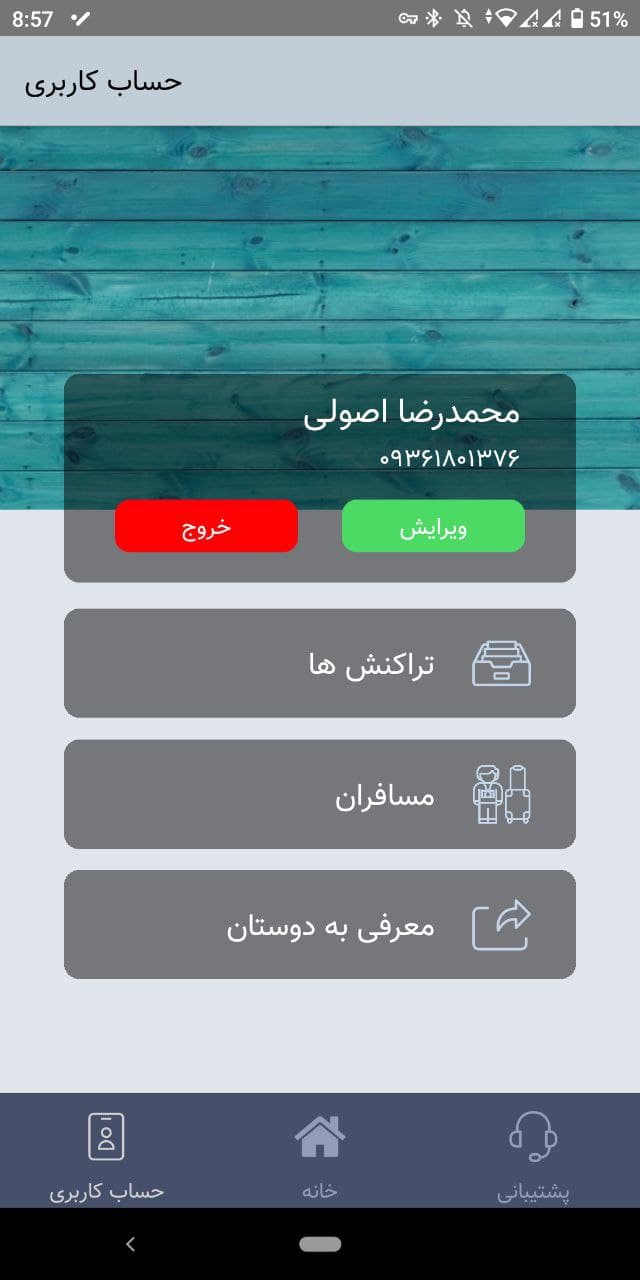 8:57
51%
حساب کاربری
محمدرضا اصولی
۰۹۳۶۱۸۰۱۳۷۶
ویرایش
خروج
تراکنش ها
مسافران
معرفی به دوستان
پشتیبانی
خانه
حساب کاربری